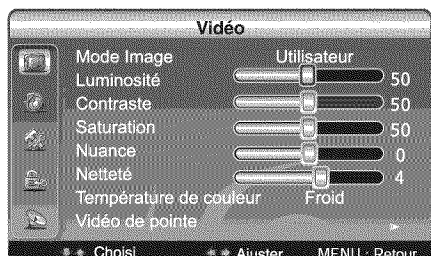 Vidéo
Mode Image Utilisateur
Luminosité 50
Contraste 50
Saturation 50
Nuance 0
Netteté 4
Température de couleur Froid
Vidéo de pointe
Choisi Ajuster MENU : Retour